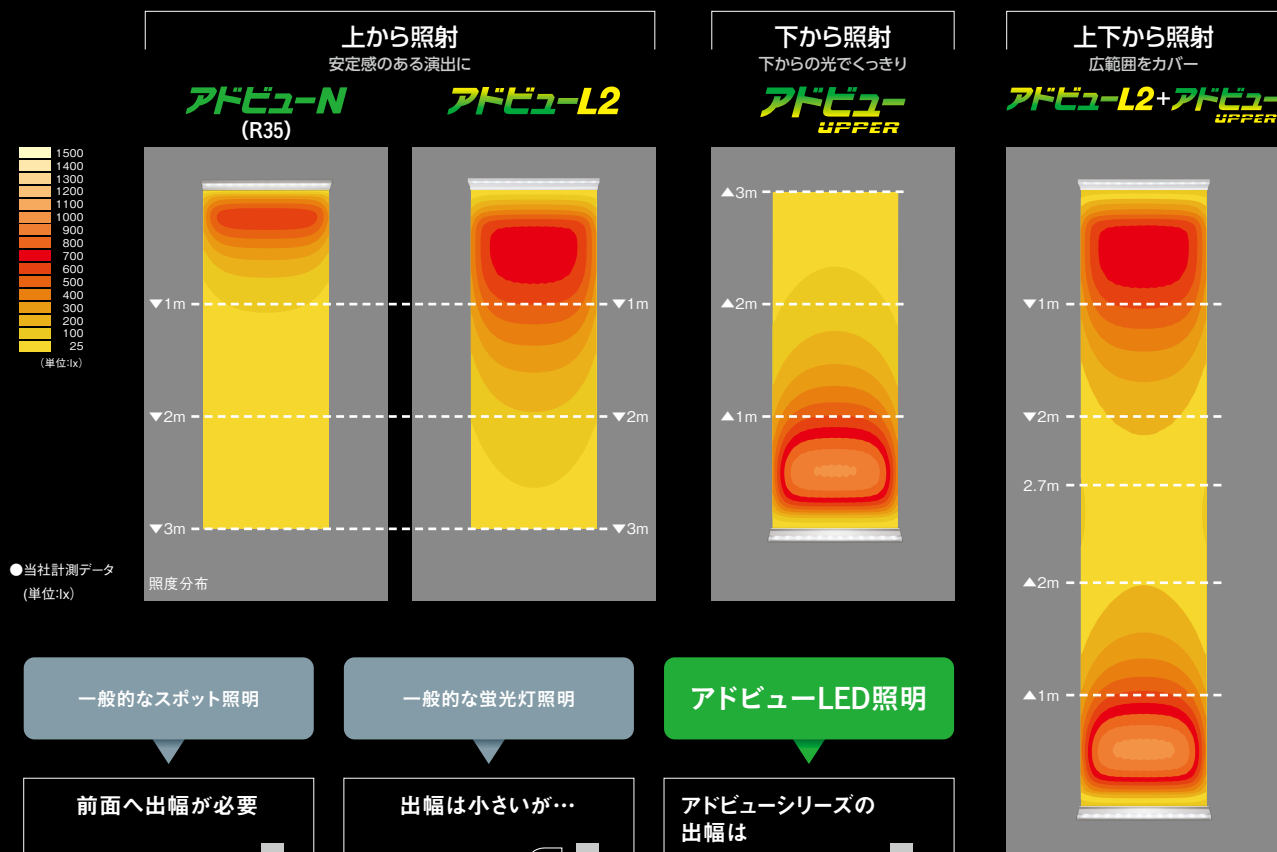 上から照射
安定感のある演出に
アドビューN
(R35)
アドビューL2
下から照射
下からの光でくっきり
アドビュー
UPPER
上下から照射
広範囲をカバー
アドビューL2+アドビュー
UPPER
1500
1400
1300
1200
1100
1000
900
800
700
600
500
400
300
200
100
25
(単位:lx)
▼1m
▼2m
▼3m
照度分布
▼1m
▼2m
▼3m
▲3m
▲2m
▲1m
▼1m
▼2m
2.7m
▲2m
▲1m
●当社計測データ
(単位:lx)
一般的なスポット照明
前面へ出幅が必要
一般的な蛍光灯照明
出幅は小さいが…
アドビューLED照明
アドビューシリーズの
出幅は